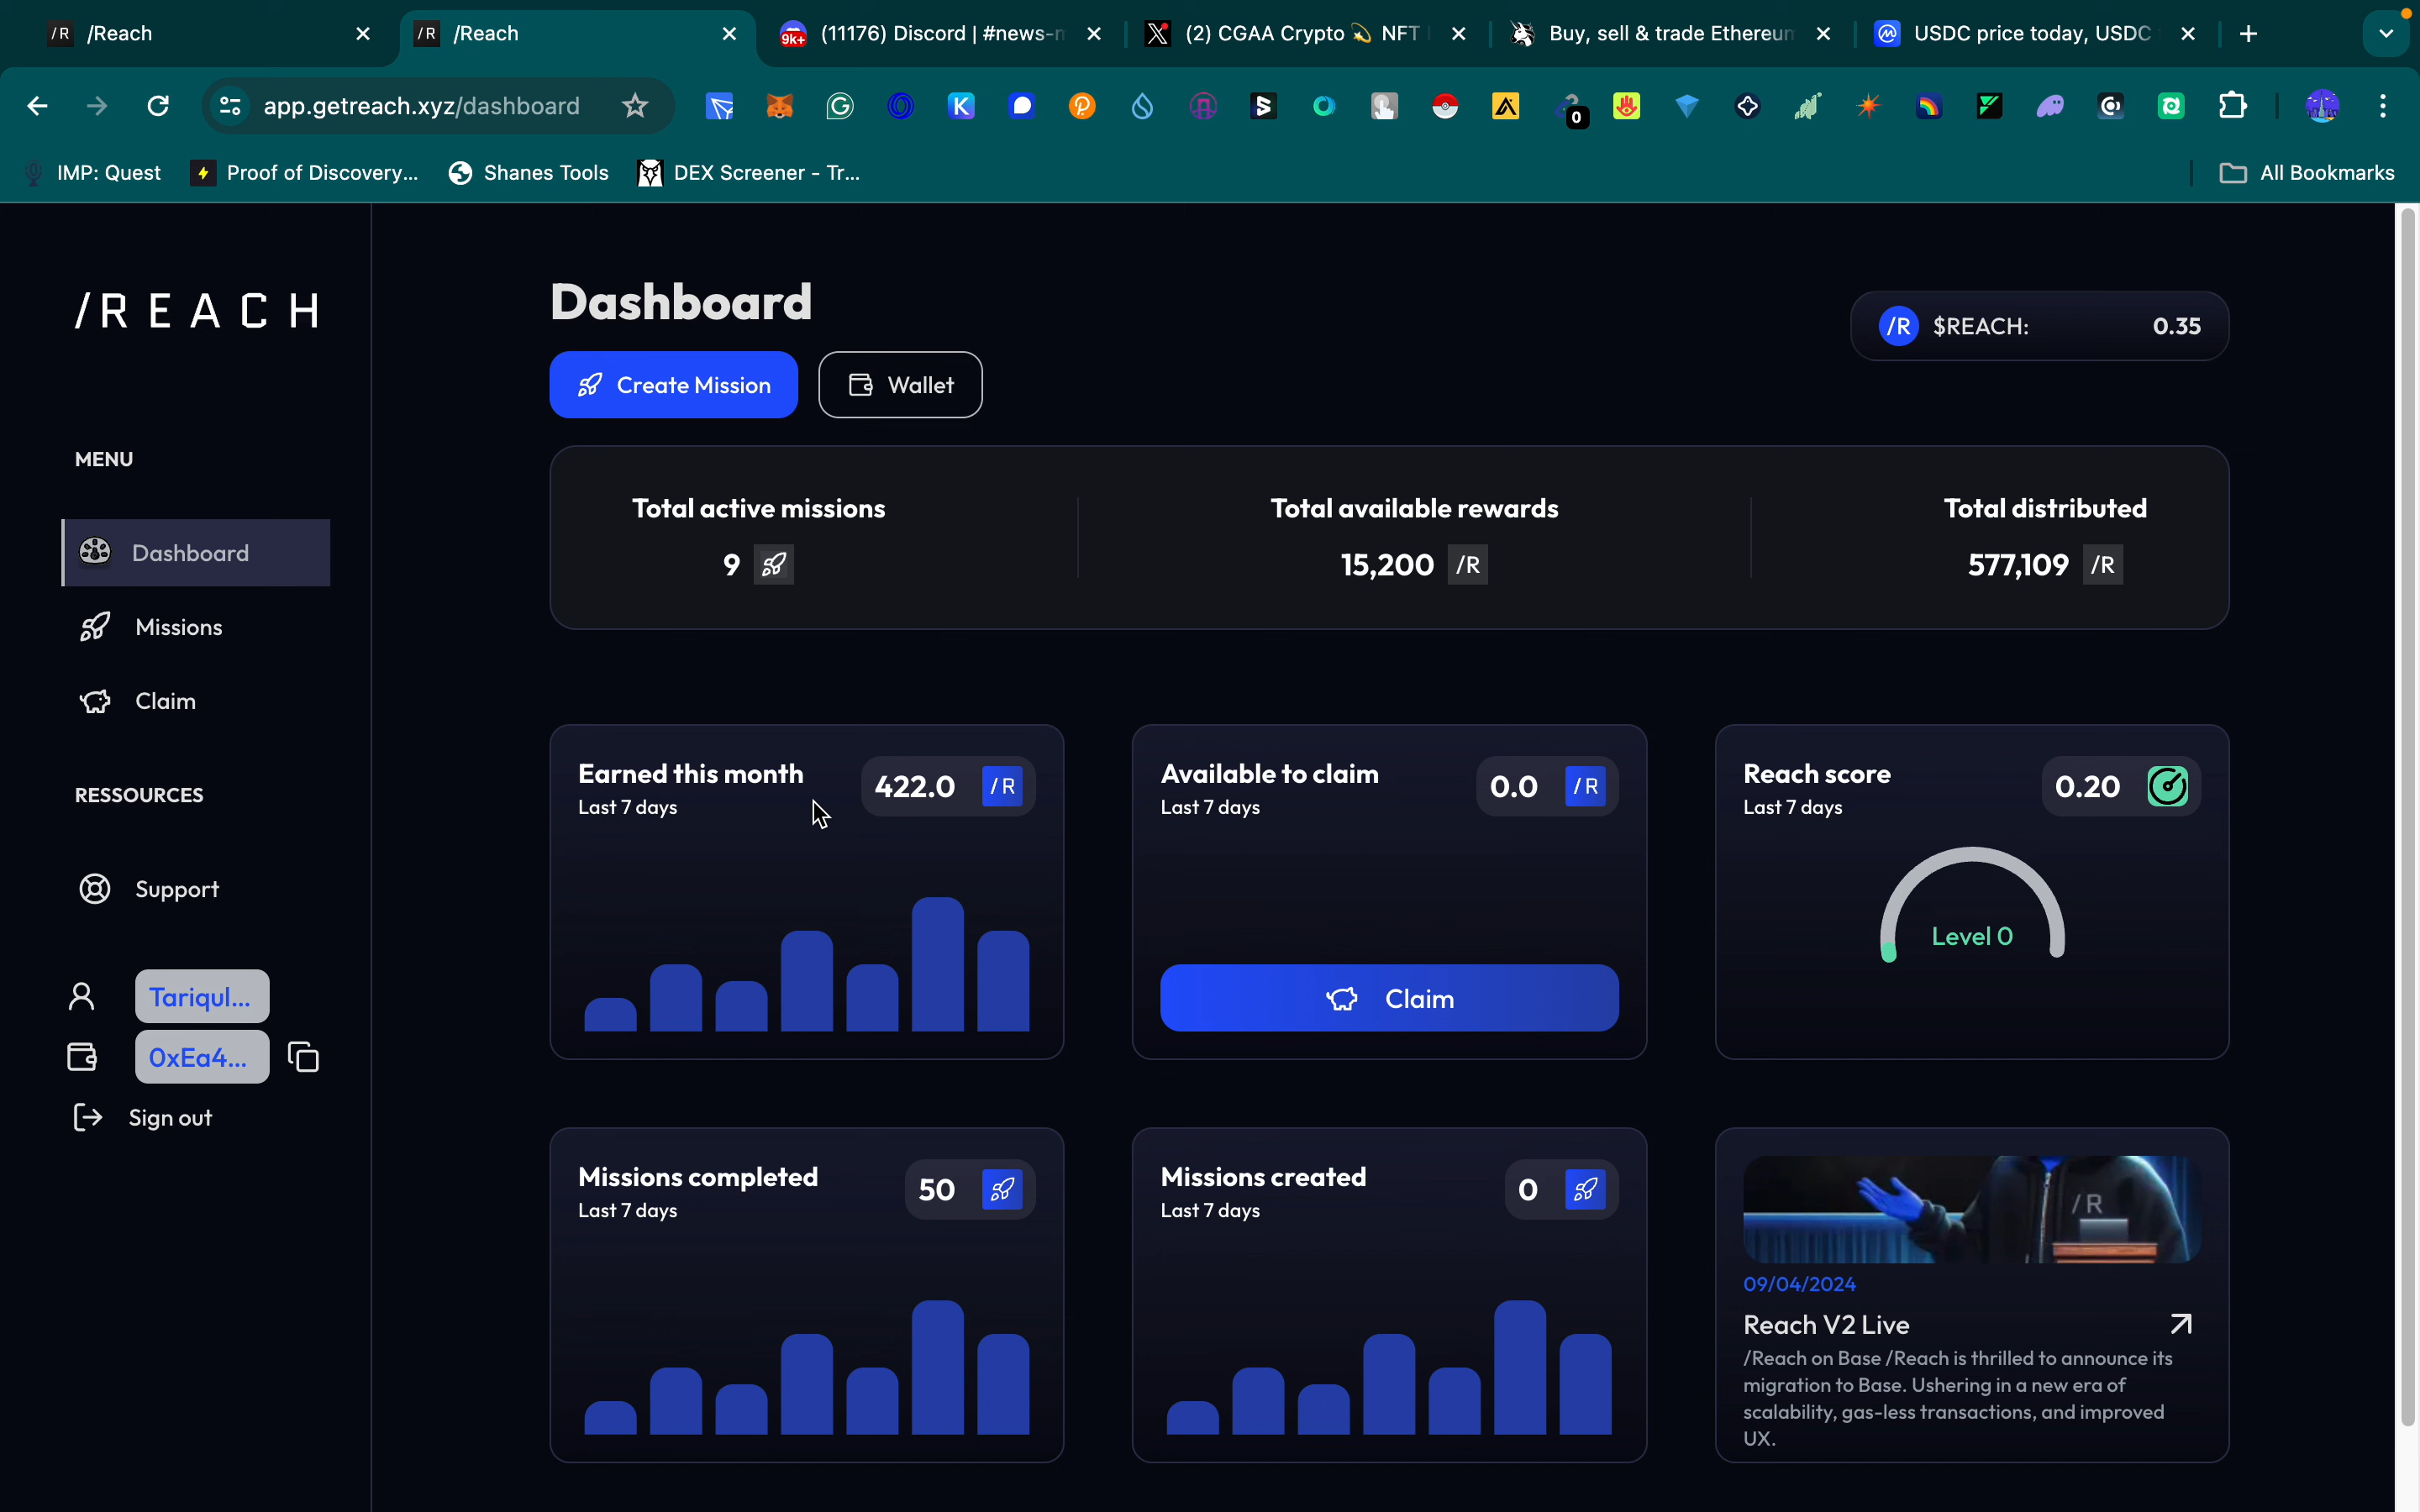 /R /Reach
/R /Reach
9k+ (11176) Discord | #news-
(2) CGAA Crypto 💫 NFT
Buy, sell & trade Ethereu
USDC price today, USDC
app.getreach.xyz/dashboard
0
IMP: Quest
Proof of Discovery...
Shanes Tools
DEX Screener - Tr...
All Bookmarks
/REACH
MENU
Dashboard
Missions
Claim
RESSOURCES
Support
Tariqul...
0xEa4...
Sign out
Dashboard
Create Mission
Wallet
/R $REACH: 0.35
Total active missions
9
Total available rewards
15,200 /R
Total distributed
577,109 /R
Earned this month
Last 7 days
422.0 /R
Available to claim
Last 7 days
0.0 /R
Claim
Reach score
Last 7 days
0.20
Level 0
Missions completed
Last 7 days
50
Missions created
Last 7 days
0
/R
09/04/2024
Reach V2 Live
/Reach on Base /Reach is thrilled to announce its
migration to Base. Ushering in a new era of
scalability, gas-less transactions, and improved
UX.